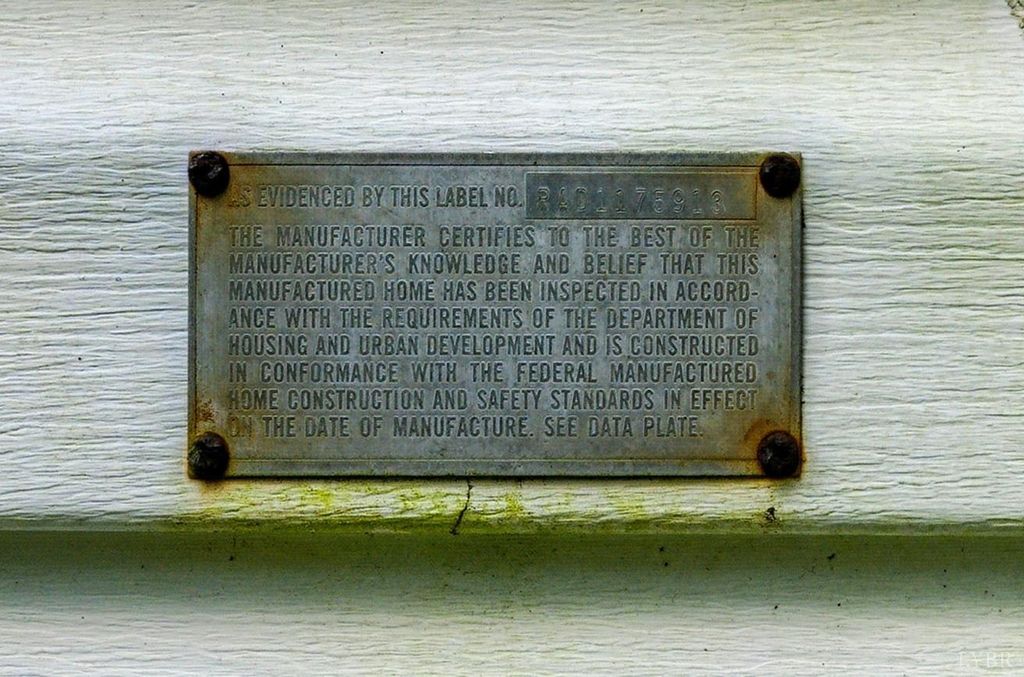 AS EVIDENCED BY THIS LABEL NO. RAD1175913
THE MANUFACTURER CERTIFIES TO THE BEST OF THE
MANUFACTURER'S KNOWLEDGE AND BELIEF THAT THIS
MANUFACTURED HOME HAS BEEN INSPECTED IN ACCORD-
ANCE WITH THE REQUIREMENTS OF THE DEPARTMENT OF
HOUSING AND URBAN DEVELOPMENT AND IS CONSTRUCTED
IN CONFORMANCE WITH THE FEDERAL MANUFACTURED
HOME CONSTRUCTION AND SAFETY STANDARDS IN EFFECT
ON THE DATE OF MANUFACTURE. SEE DATA PLATE.
LYBR